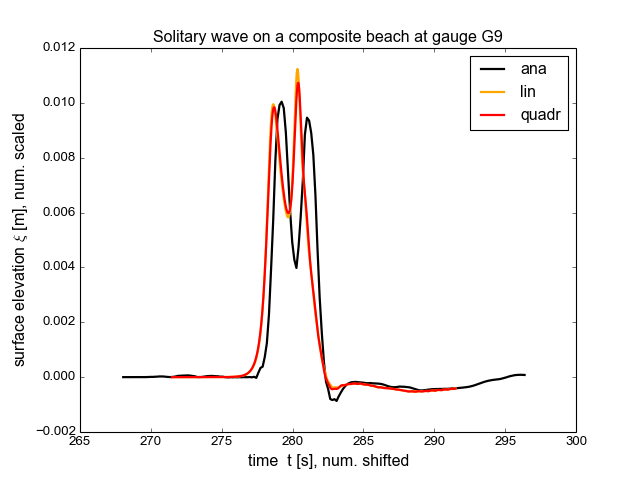 Solitary wave on a composite beach at gauge G9
0.012
0.010
0.008
0.006
0.004
0.002
0.000
−0.002
surface elevation ξ [m], num. scaled
ana
lin
quadr
265 270 275 280 285 290 295 300
time t [s], num. shifted